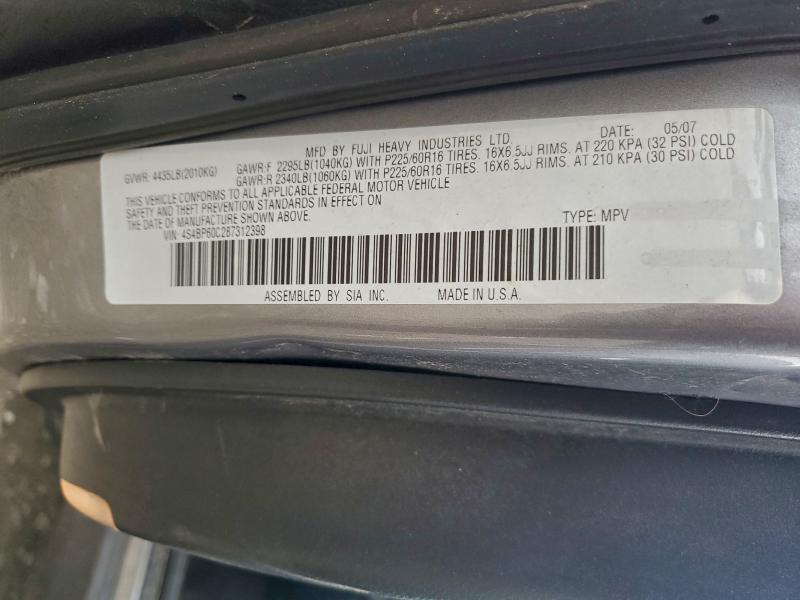 MFD BY FUJI HEAVY INDUSTRIES LTD. DATE: 05/07
GVWR: 4435LB(2010KG) GAWR:F 2295LB(1040KG) WITH P225/60R16 TIRES. 16X6.5JJ RIMS. AT 220 KPA (32 PSI) COLD
GAWR:R 2340LB(1060KG) WITH P225/60R16 TIRES. 16X6.5JJ RIMS. AT 210 KPA (30 PSI) COLD
THIS VEHICLE CONFORMS TO ALL APPLICABLE FEDERAL MOTOR VEHICLE
SAFETY AND THEFT PREVENTION STANDARDS IN EFFECT ON
THE DATE OF MANUFACTURE SHOWN ABOVE.
VIN: 4S4BP60C287312398 TYPE: MPV
ASSEMBLED BY SIA INC. MADE IN U.S.A.